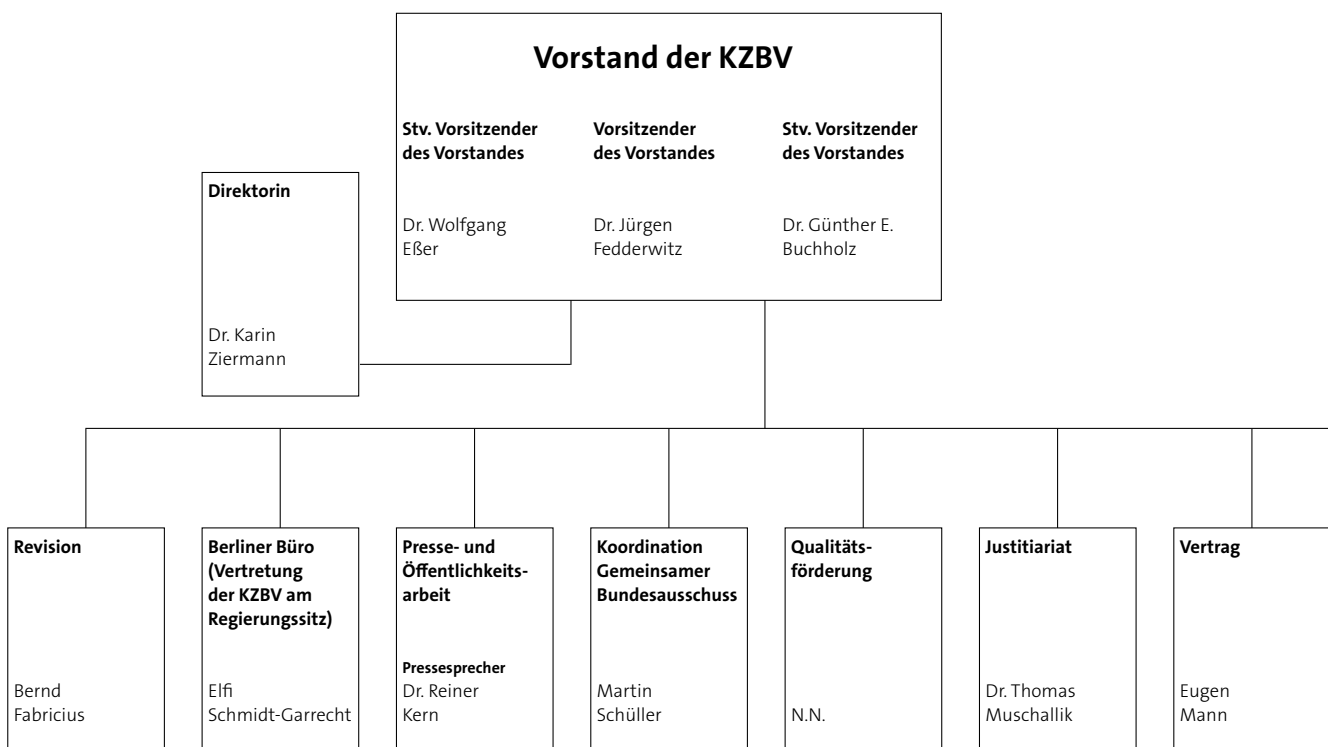 Vorstand der KZBV
Stv. Vorsitzender
des Vorstandes
Dr. Wolfgang
Eßer
Vorsitzender
des Vorstandes
Dr. Jürgen
Fedderwitz
Stv. Vorsitzender
des Vorstandes
Dr. Günther E.
Buchholz
Direktorin
Dr. Karin
Ziermann
Revision
Bernd
Fabricius
Berliner Büro
(Vertretung
der KZBV am
Regierungssitz)
Elfi
Schmidt-Garrecht
Presse- und
Öffentlichkeits-
arbeit
Pressesprecher
Dr. Reiner
Kern
Koordination
Gemeinsamer
Bundesausschuss
Martin
Schüller
Qualitäts-
förderung
N.N.
Justitiariat
Dr. Thomas
Muschallik
Vertrag
Eugen
Mann